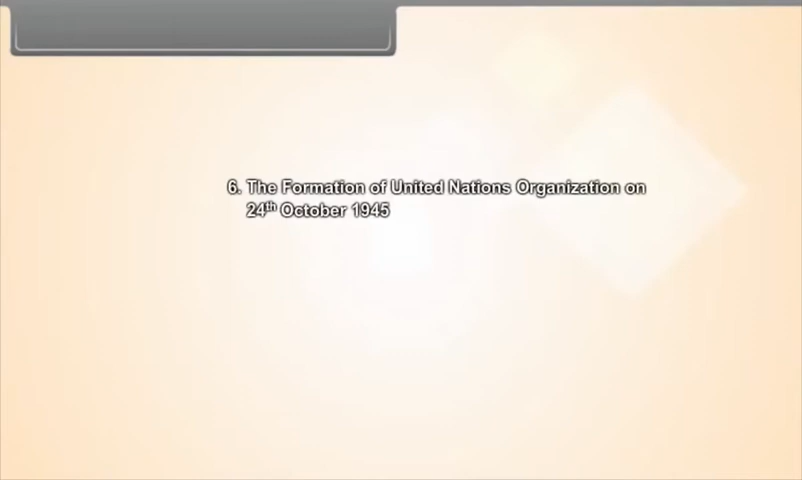 6. The Formation of United Nations Organization on
24th October 1945